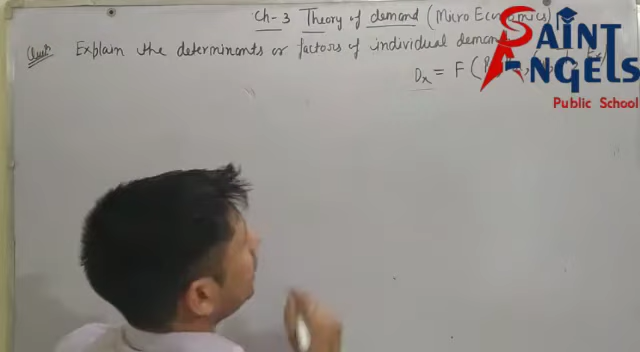 Ch-3 Theory of demand (Micro Economics)
Ques Explain the determinants or factors of individual demand
Dx = F (P
SAINT
ANGELS
Public School